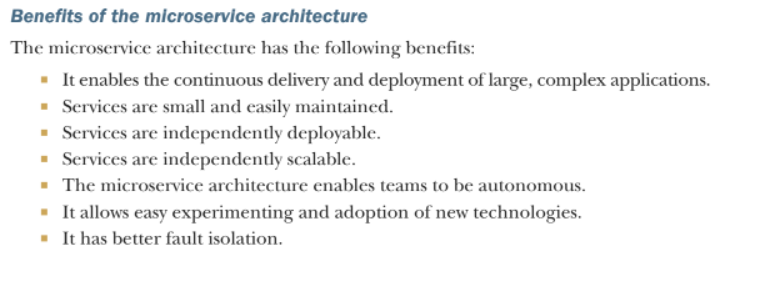 Benefits of the microservice architecture
The microservice architecture has the following benefits:
▪ It enables the continuous delivery and deployment of large, complex applications.
▪ Services are small and easily maintained.
▪ Services are independently deployable.
▪ Services are independently scalable.
▪ The microservice architecture enables teams to be autonomous.
▪ It allows easy experimenting and adoption of new technologies.
▪ It has better fault isolation.